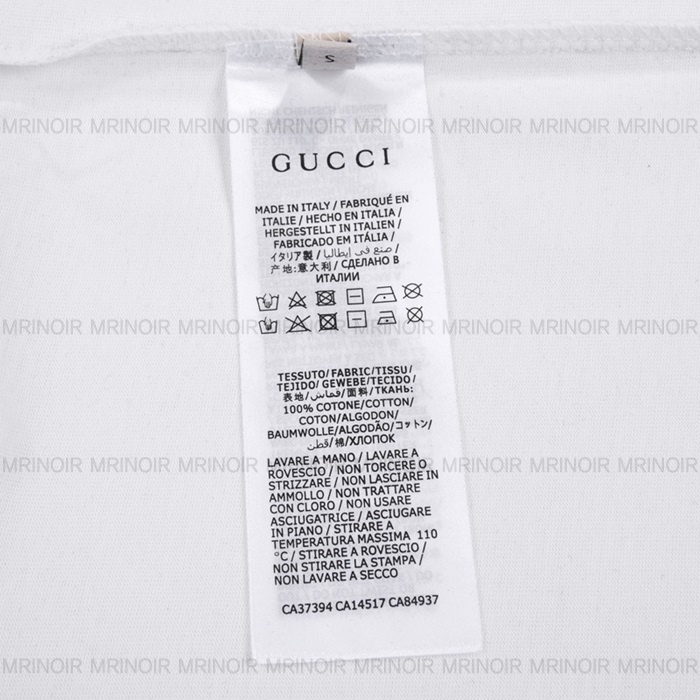 S
GUCCI
MADE IN ITALY / FABRIQUÉ EN
ITALIE / HECHO EN ITALIA /
HERGESTELLT IN ITALIEN /
FABRICADO EM ITÁLIA /
イタリア製 / صنع في إيطاليا /
产地:意大利 / СДЕЛАНО В
ИТАЛИИ
TESSUTO/FABRIC/TISSU/
TEJIDO/GEWEBE/TECIDO/
表地/قماش/面料/ТКАНЬ:
100% COTONE/COTTON/
COTON/ALGODON/
BAUMWOLLE/ALGODÃO/コットン/
قطن/棉/ХЛОПОК
LAVARE A MANO / LAVARE A
ROVESCIO / NON TORCERE O
STRIZZARE / NON LASCIARE IN
AMMOLLO / NON TRATTARE
CON CLORO / NON USARE
ASCIUGATRICE / ASCIUGARE
IN PIANO / STIRARE A
TEMPERATURA MASSIMA 110
°C / STIRARE A ROVESCIO /
NON STIRARE LA STAMPA /
NON LAVARE A SECCO
CA37394 CA14517 CA84937
MRINOIR MRINOIR MRINOIR MRINOIR MRINOIR MRINOIR
MRINOIR MRINOIR MRINOIR MRINOIR MRINOIR MRINOIR
MRINOIR MRINOIR MRINOIR MRINOIR MRINOIR MRINOIR
MRINOIR MRINOIR MRINOIR MRINOIR MRINOIR MRINOIR
MRINOIR MRINOIR MRINOIR MRINOIR MRINOIR MRINOIR